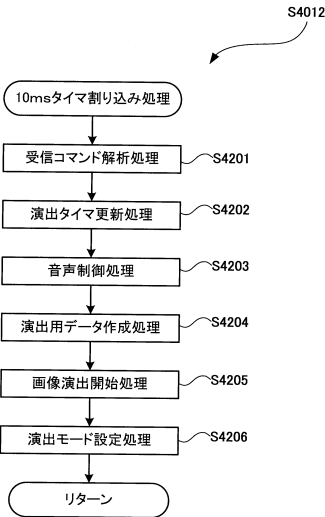 S4012
10msタイマ割り込み処理
受信コマンド解析処理
S4201
演出タイマ更新処理
S4202
音声制御処理
S4203
演出用データ作成処理
S4204
画像演出開始処理
S4205
演出モード設定処理
S4206
リターン